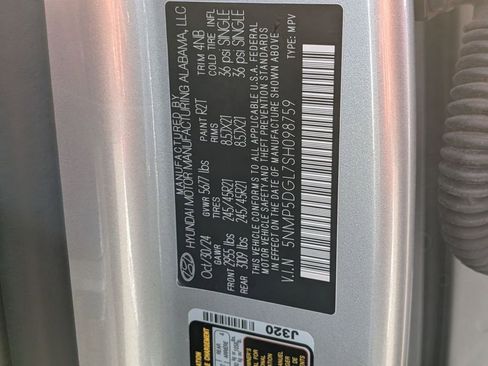 MANUFACTURED BY
HYUNDAI MOTOR MANUFACTURING ALABAMA, LLC
Oct/30/24 PAINT R2T TRIM 4NB
GVWR 5677 lbs
GAWR TIRES RIMS COLD TIRE INFL
FRONT 2955 lbs 245/45R21 8.5JX21 36 psi SINGLE
REAR 3109 lbs 245/45R21 8.5JX21 36 psi SINGLE
THIS VEHICLE CONFORMS TO ALL APPLICABLE U.S.A. FEDERAL
MOTOR VEHICLE SAFETY AND THEFT PREVENTION STANDARDS
IN EFFECT ON THE DATE OF MANUFACTURE SHOWN ABOVE
V.I.N 5NMP5DGL7SH098759 TYPE: MPV
J320